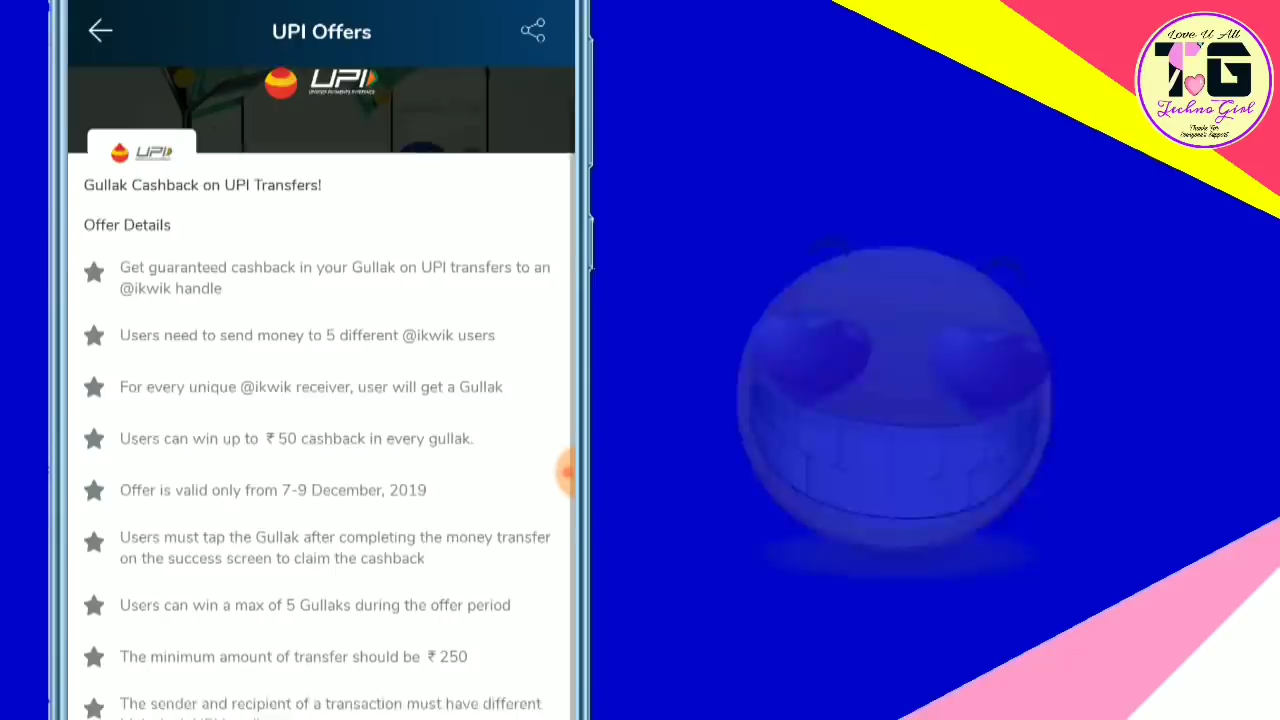 UPI Offers
UPI
UNIFIED PAYMENTS INTERFACE
UPI
Gullak Cashback on UPI Transfers!
Offer Details
Get guaranteed cashback in your Gullak on UPI transfers to an
@ikwik handle
Users need to send money to 5 different @ikwik users
For every unique @ikwik receiver, user will get a Gullak
Users can win up to ₹ 50 cashback in every gullak.
Offer is valid only from 7-9 December, 2019
Users must tap the Gullak after completing the money transfer
on the success screen to claim the cashback
Users can win a max of 5 Gullaks during the offer period
The minimum amount of transfer should be ₹ 250
The sender and recipient of a transaction must have different
Love U All
TG
Techno Girl
Thanks For
Everyone's Support